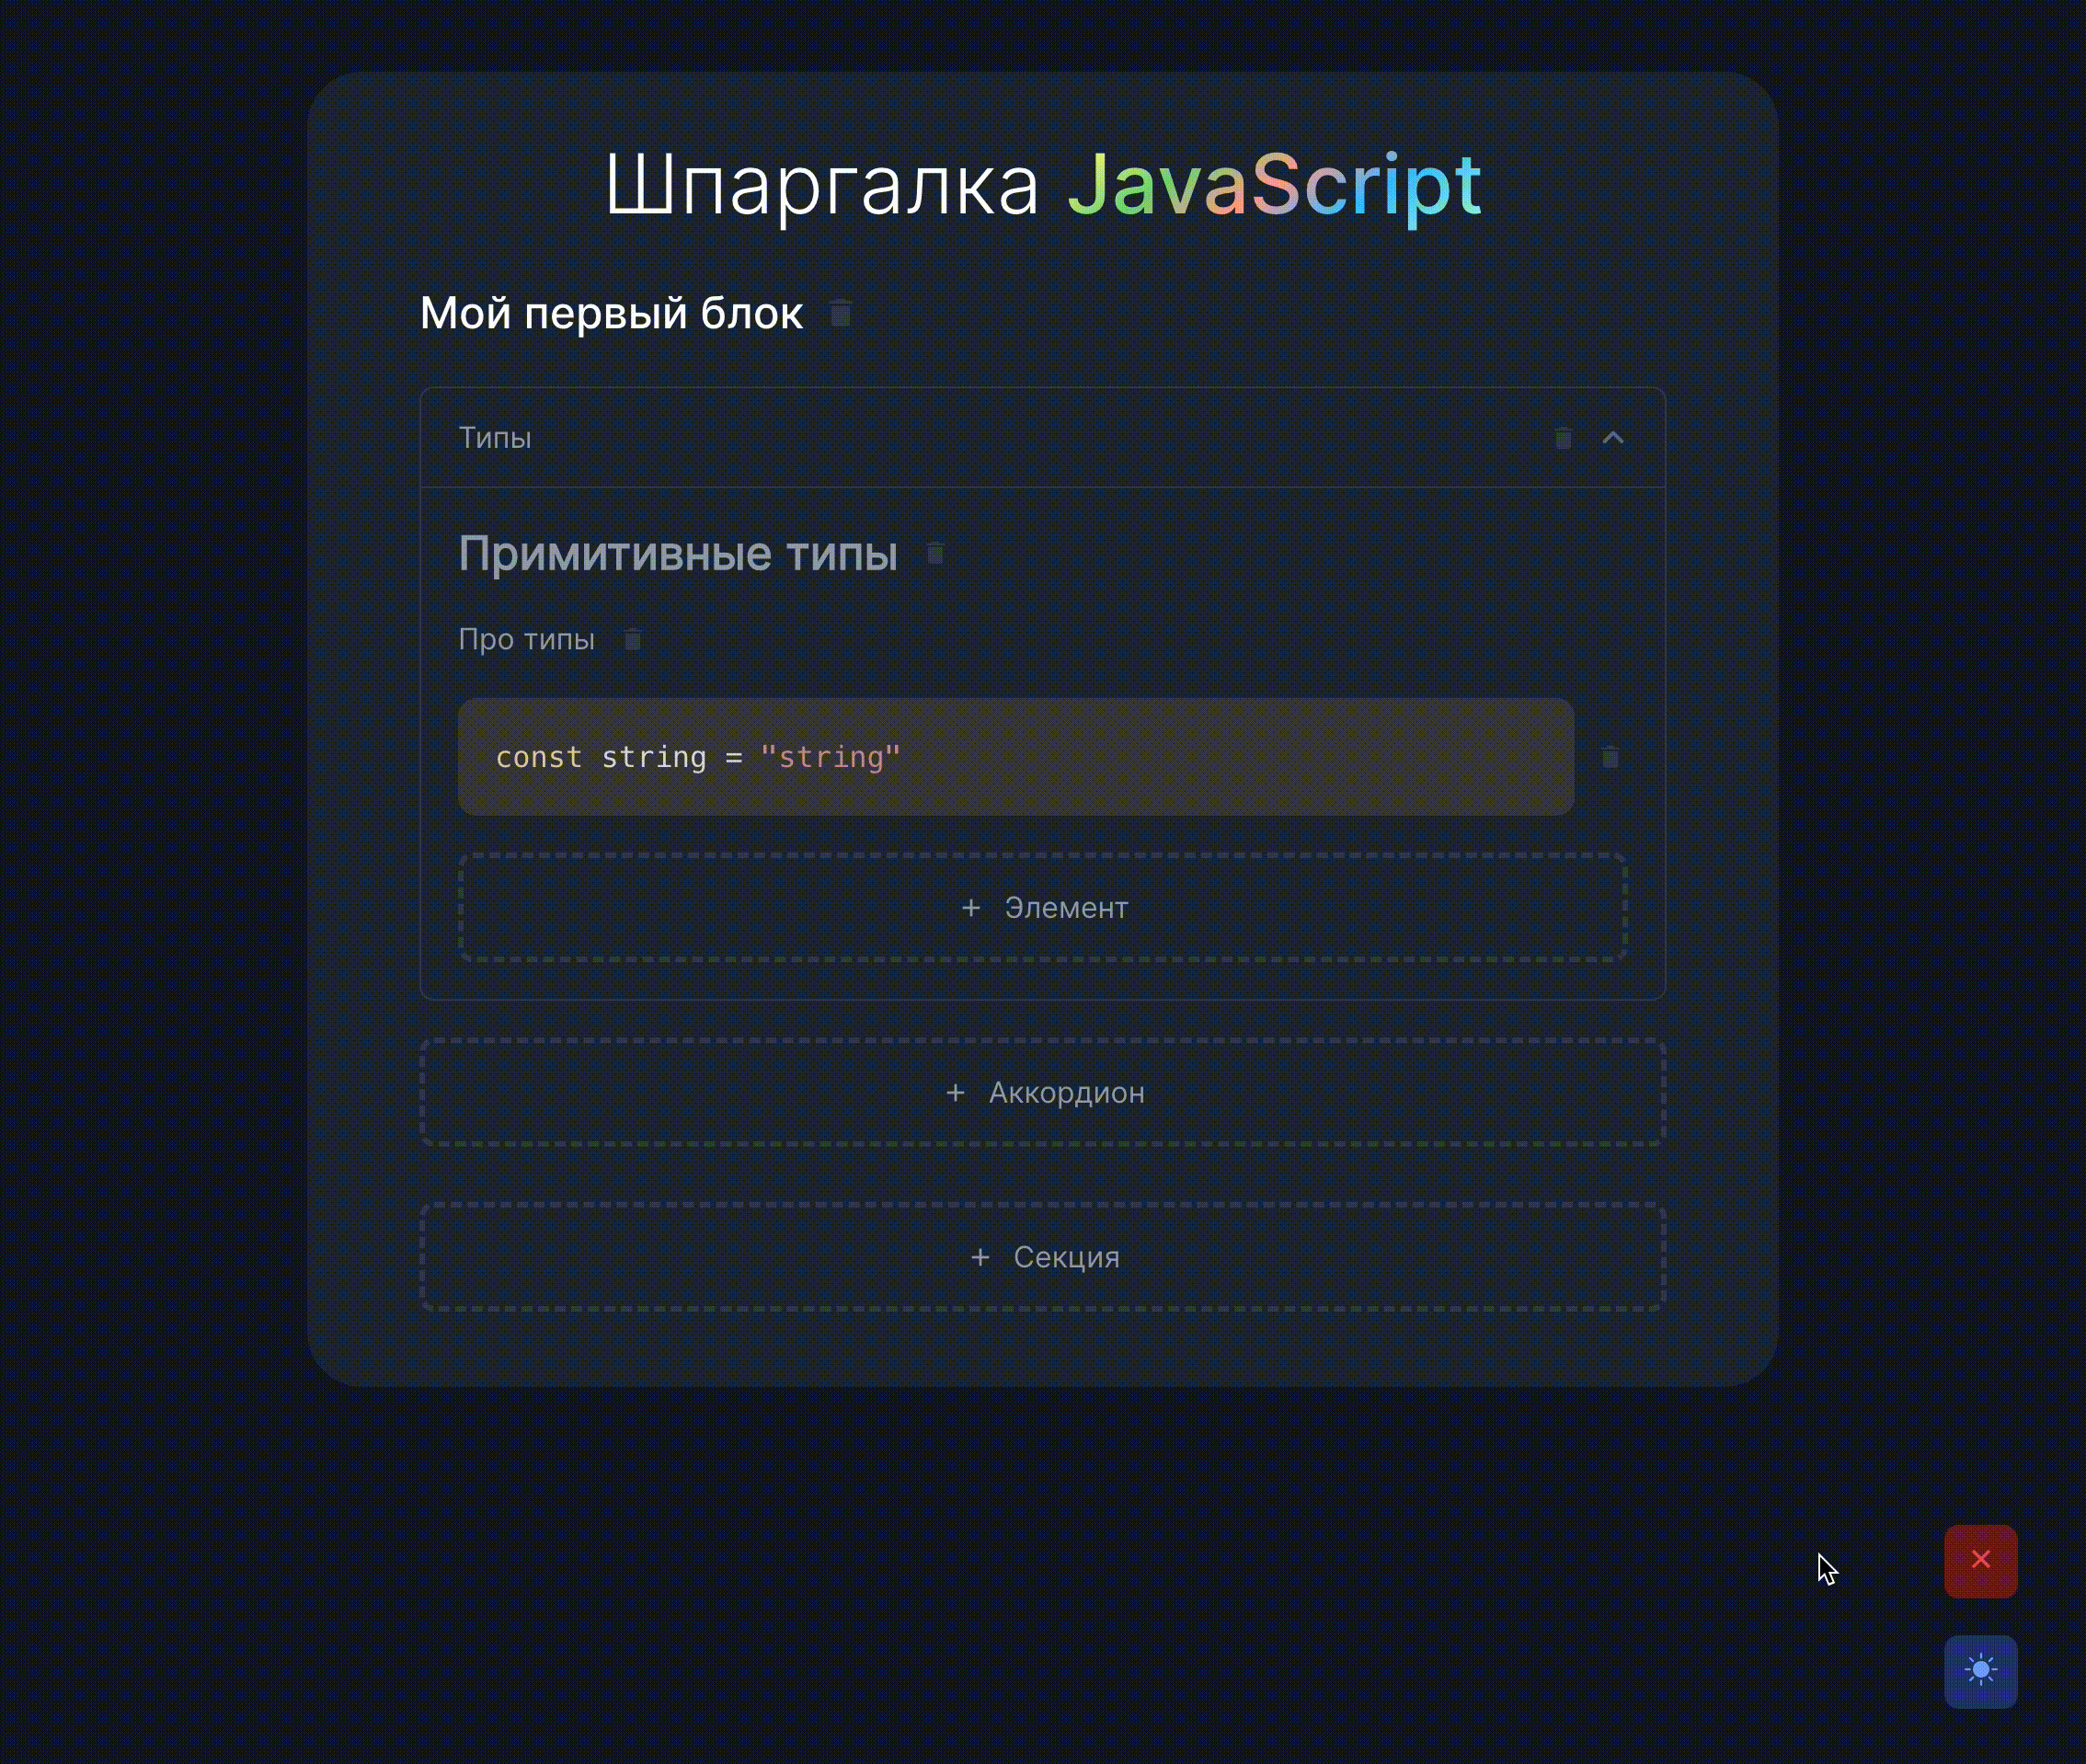 Шпаргалка JavaScript
Мой первый блок
Типы
Примитивные типы
Про типы
const string = "string"
+ Элемент
+ Аккордион
+ Секция